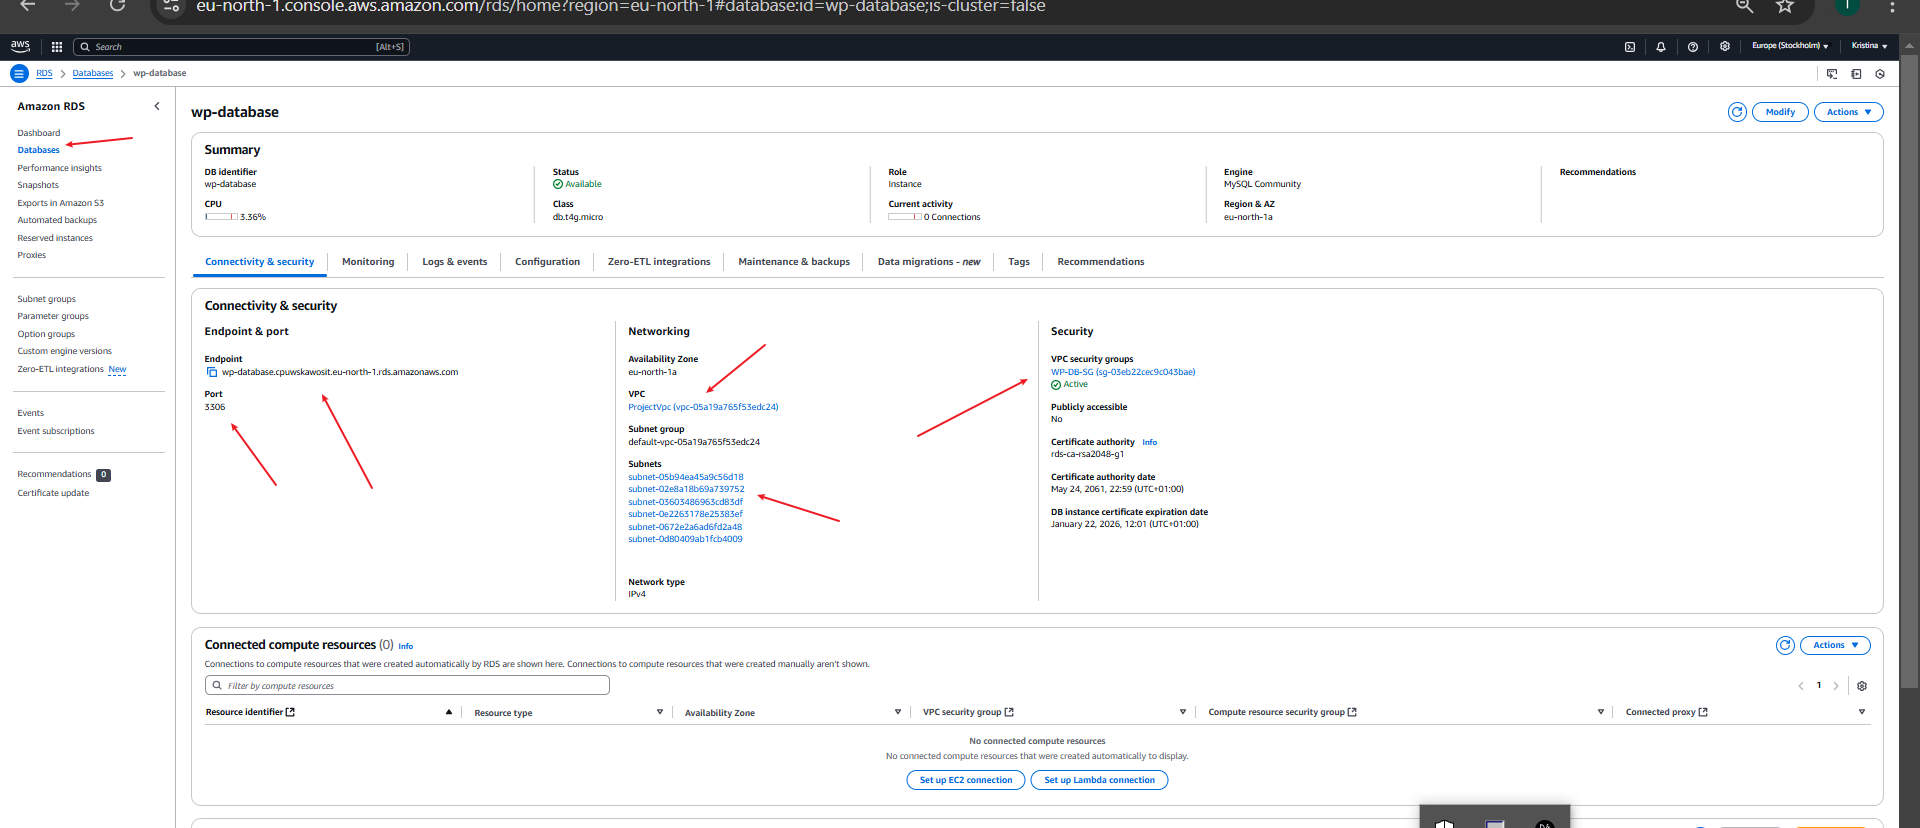 eu-north-1.console.aws.amazon.com/rds/home?region=eu-north-1#database:id=wp-database;is-cluster=false
aws
Search [Alt+S]
Europe (Stockholm)
Kristina
RDS > Databases > wp-database
Amazon RDS
Dashboard
Databases
Performance insights
Snapshots
Exports in Amazon S3
Automated backups
Reserved instances
Proxies
Subnet groups
Parameter groups
Option groups
Custom engine versions
Zero-ETL integrations New
Events
Event subscriptions
Recommendations 0
Certificate update
wp-database
Modify
Actions
Summary
DB identifier
wp-database
CPU
3.36%
Status
Available
Class
db.t4g.micro
Role
Instance
Current activity
0 Connections
Engine
MySQL Community
Region & AZ
eu-north-1a
Recommendations
Connectivity & security
Monitoring
Logs & events
Configuration
Zero-ETL integrations
Maintenance & backups
Data migrations - new
Tags
Recommendations
Connectivity & security
Endpoint & port
Endpoint
wp-database.cpuwskawosit.eu-north-1.rds.amazonaws.com
Port
3306
Networking
Availability Zone
eu-north-1a
VPC
ProjectVpc (vpc-05a19a765f53edc24)
Subnet group
default-vpc-05a19a765f53edc24
Subnets
subnet-05b94ea45a9c56d18
subnet-02e8a18b69a739752
subnet-03603486963cd83df
subnet-0e2263178e25383ef
subnet-0672e2a6ad6fd2a48
subnet-0d80409ab1fcb4009
Network type
IPv4
Security
VPC security groups
WP-DB-SG (sg-03eb22cec9c043bae)
Active
Publicly accessible
No
Certificate authority Info
rds-ca-rsa2048-g1
Certificate authority date
May 24, 2061, 22:59 (UTC+01:00)
DB instance certificate expiration date
January 22, 2026, 12:01 (UTC+01:00)
Connected compute resources (0) Info
Actions
Connections to compute resources that were created automatically by RDS are shown here. Connections to compute resources that were created manually aren't shown.
Filter by compute resources
1
Resource identifier
Resource type
Availability Zone
VPC security group
Compute resource security group
Connected proxy
No connected compute resources
No connected compute resources that were created automatically to display.
Set up EC2 connection
Set up Lambda connection